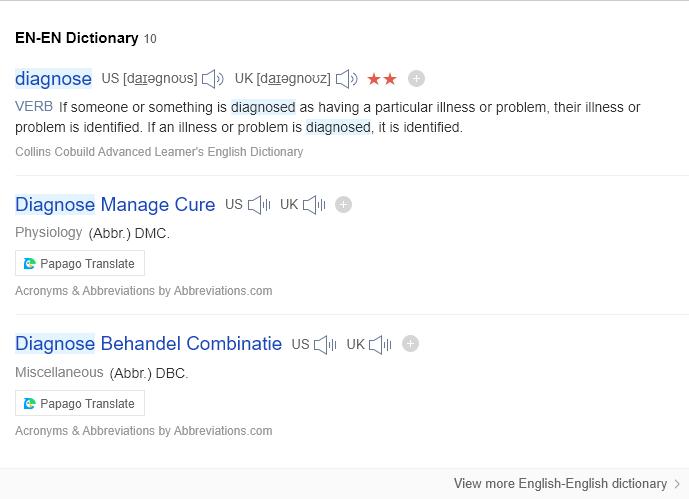 EN-EN Dictionary 10
diagnose US [daɪəgnoʊs] UK [daɪəgnoʊz] ★★
VERB If someone or something is diagnosed as having a particular illness or problem, their illness or
problem is identified. If an illness or problem is diagnosed, it is identified.
Collins Cobuild Advanced Learner's English Dictionary
Diagnose Manage Cure US UK
Physiology (Abbr.) DMC.
Papago Translate
Acronyms & Abbreviations by Abbreviations.com
Diagnose Behandel Combinatie US UK
Miscellaneous (Abbr.) DBC.
Papago Translate
Acronyms & Abbreviations by Abbreviations.com
View more English-English dictionary